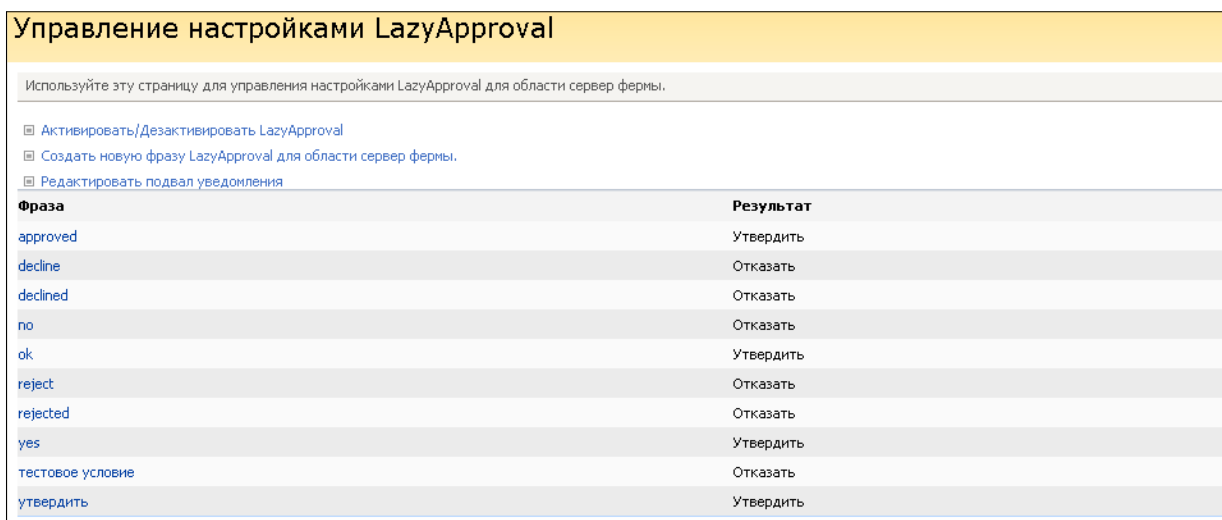 Управление настройками LazyApproval
Используйте эту страницу для управления настройками LazyApproval для области сервер фермы.
Активировать/Дезактивировать LazyApproval
Создать новую фразу LazyApproval для области сервер фермы.
Редактировать подвал уведомления
Фраза Результат
approved Утвердить
decline Отказать
declined Отказать
no Отказать
ok Утвердить
reject Отказать
rejected Отказать
yes Утвердить
тестовое условие Отказать
утвердить Утвердить